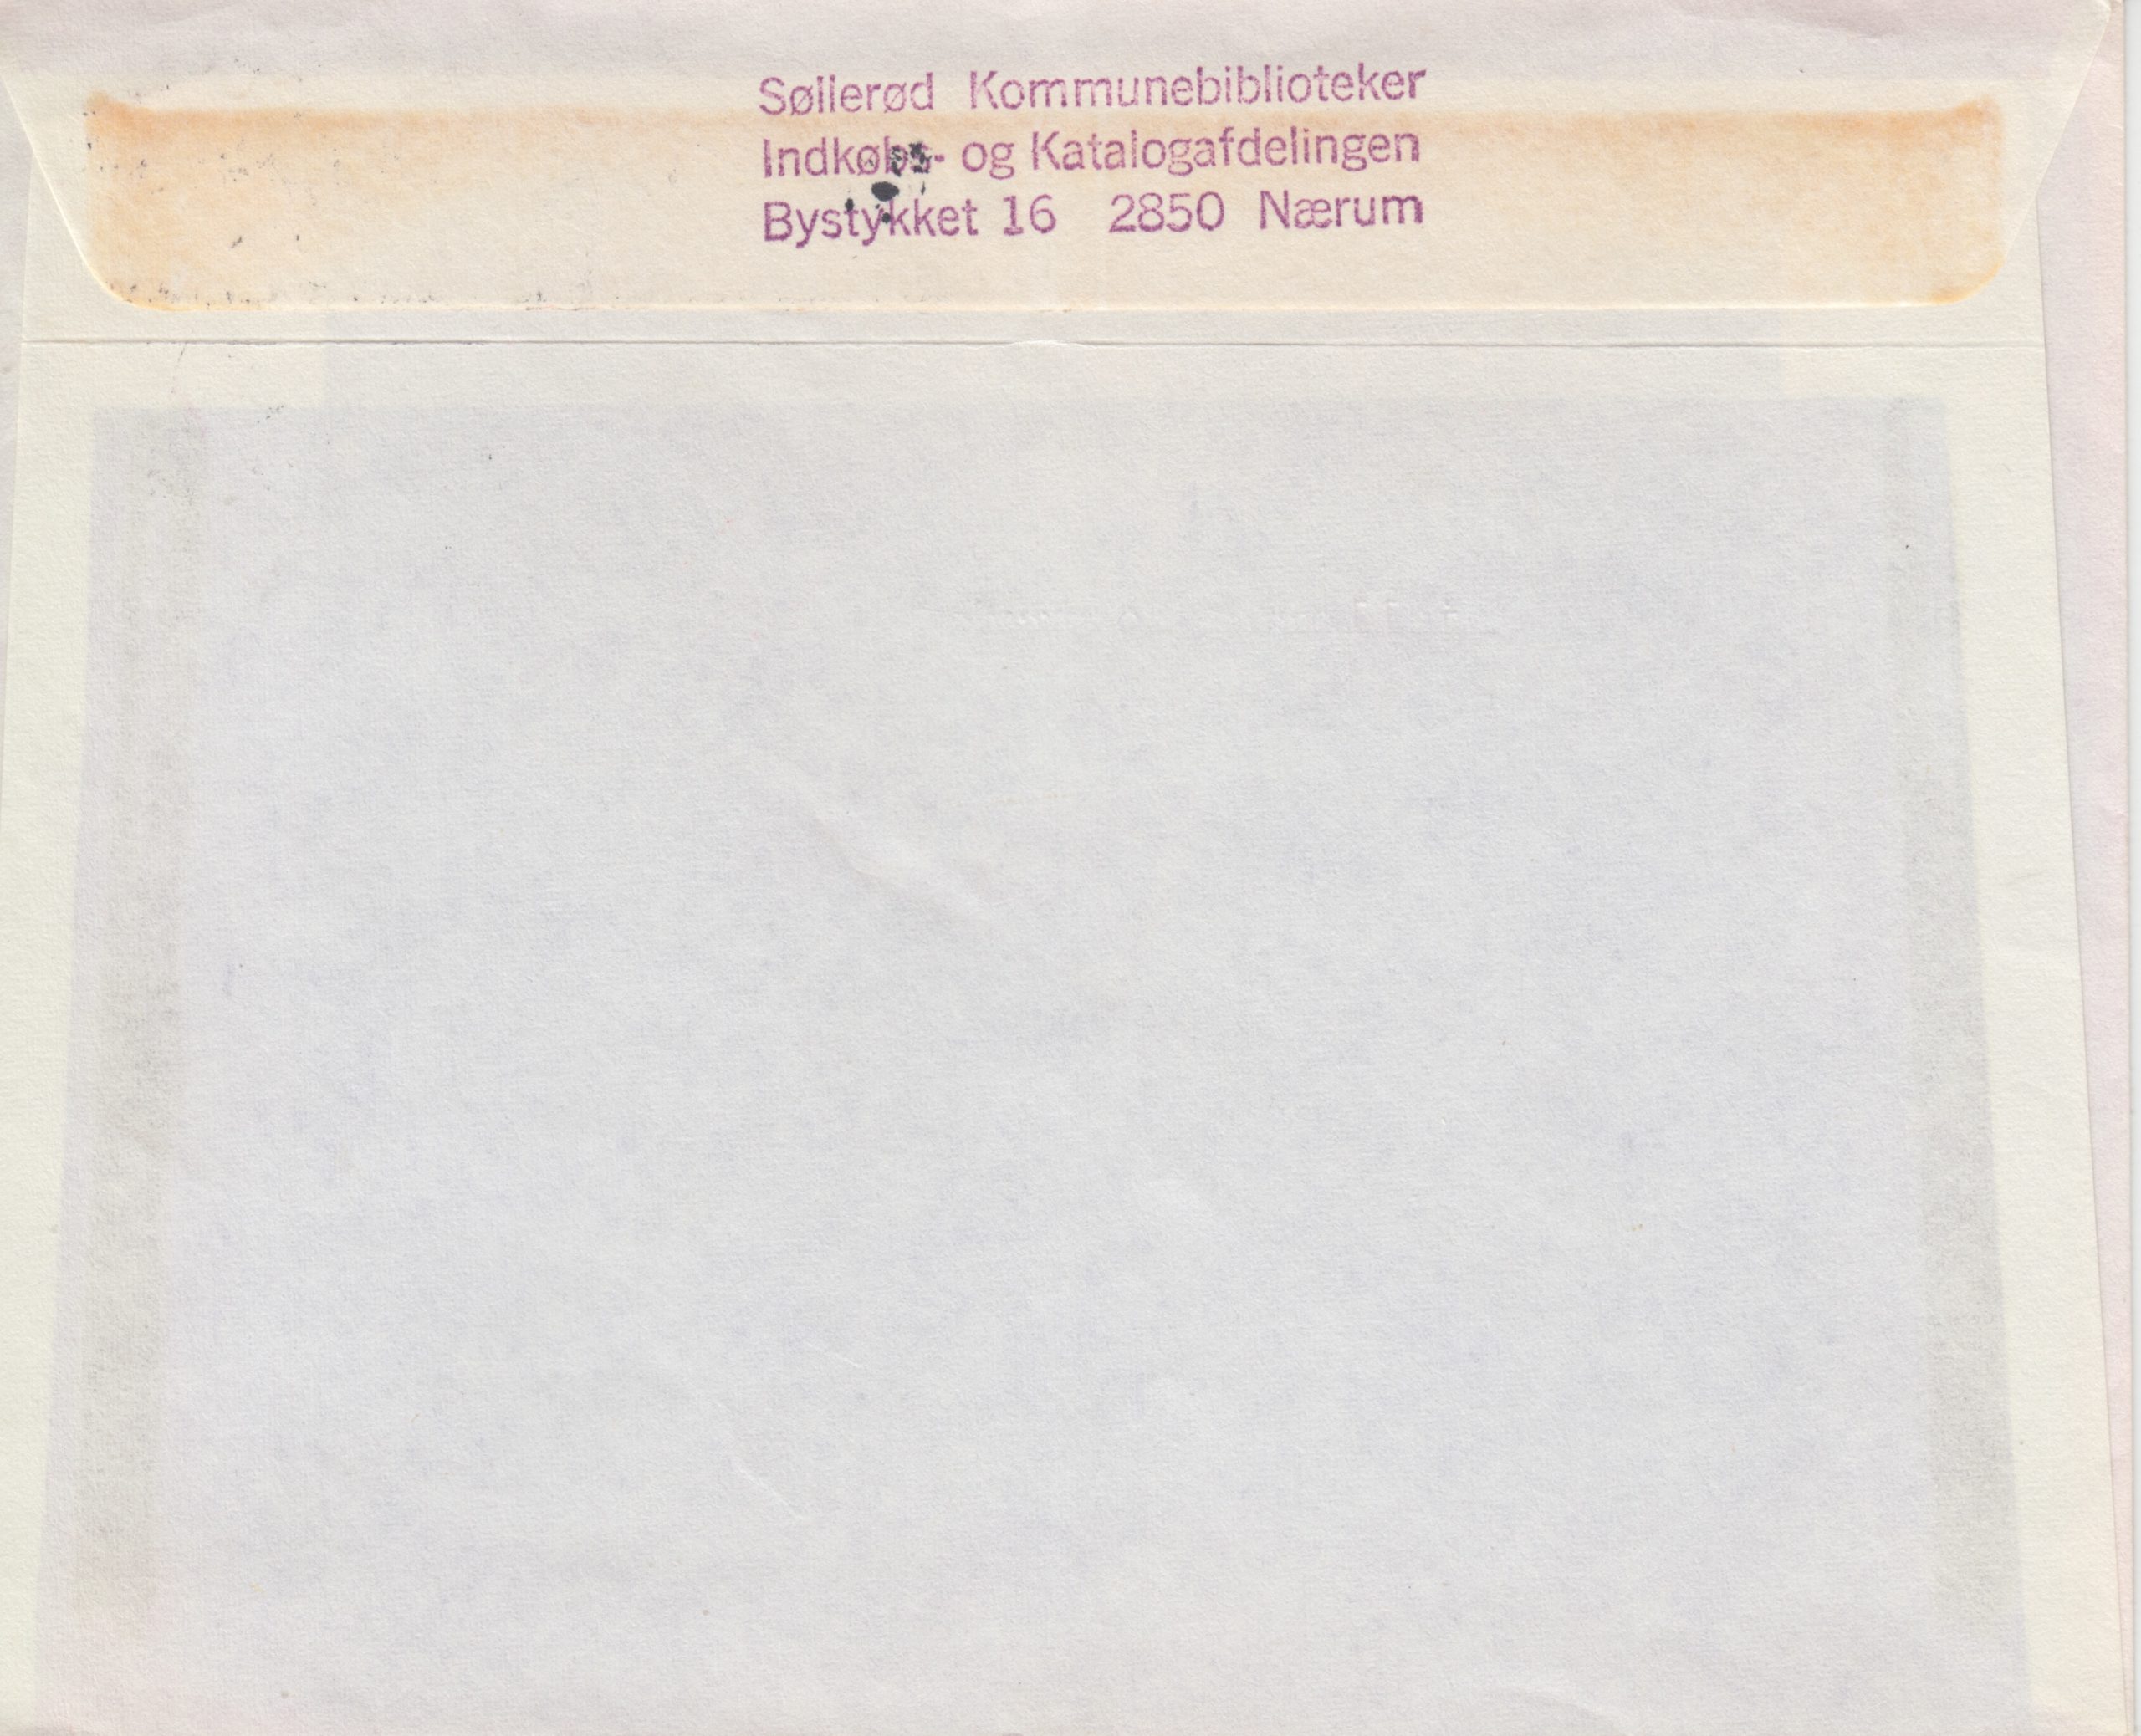 Søllerød Kommunebiblioteker
Indkøbs- og Katalogafdelingen
Bystykket 16 2850 Nærum